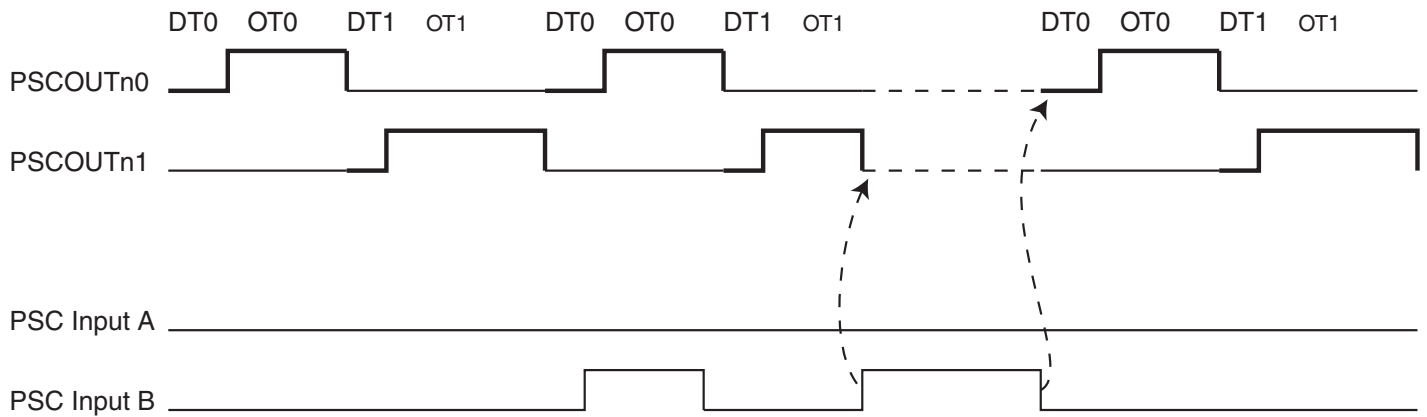 DT0 OT0 DT1 OT1 DT0 OT0 DT1 OT1 DT0 OT0 DT1 OT1
PSCOUTn0
PSCOUTn1
PSC Input A
PSC Input B